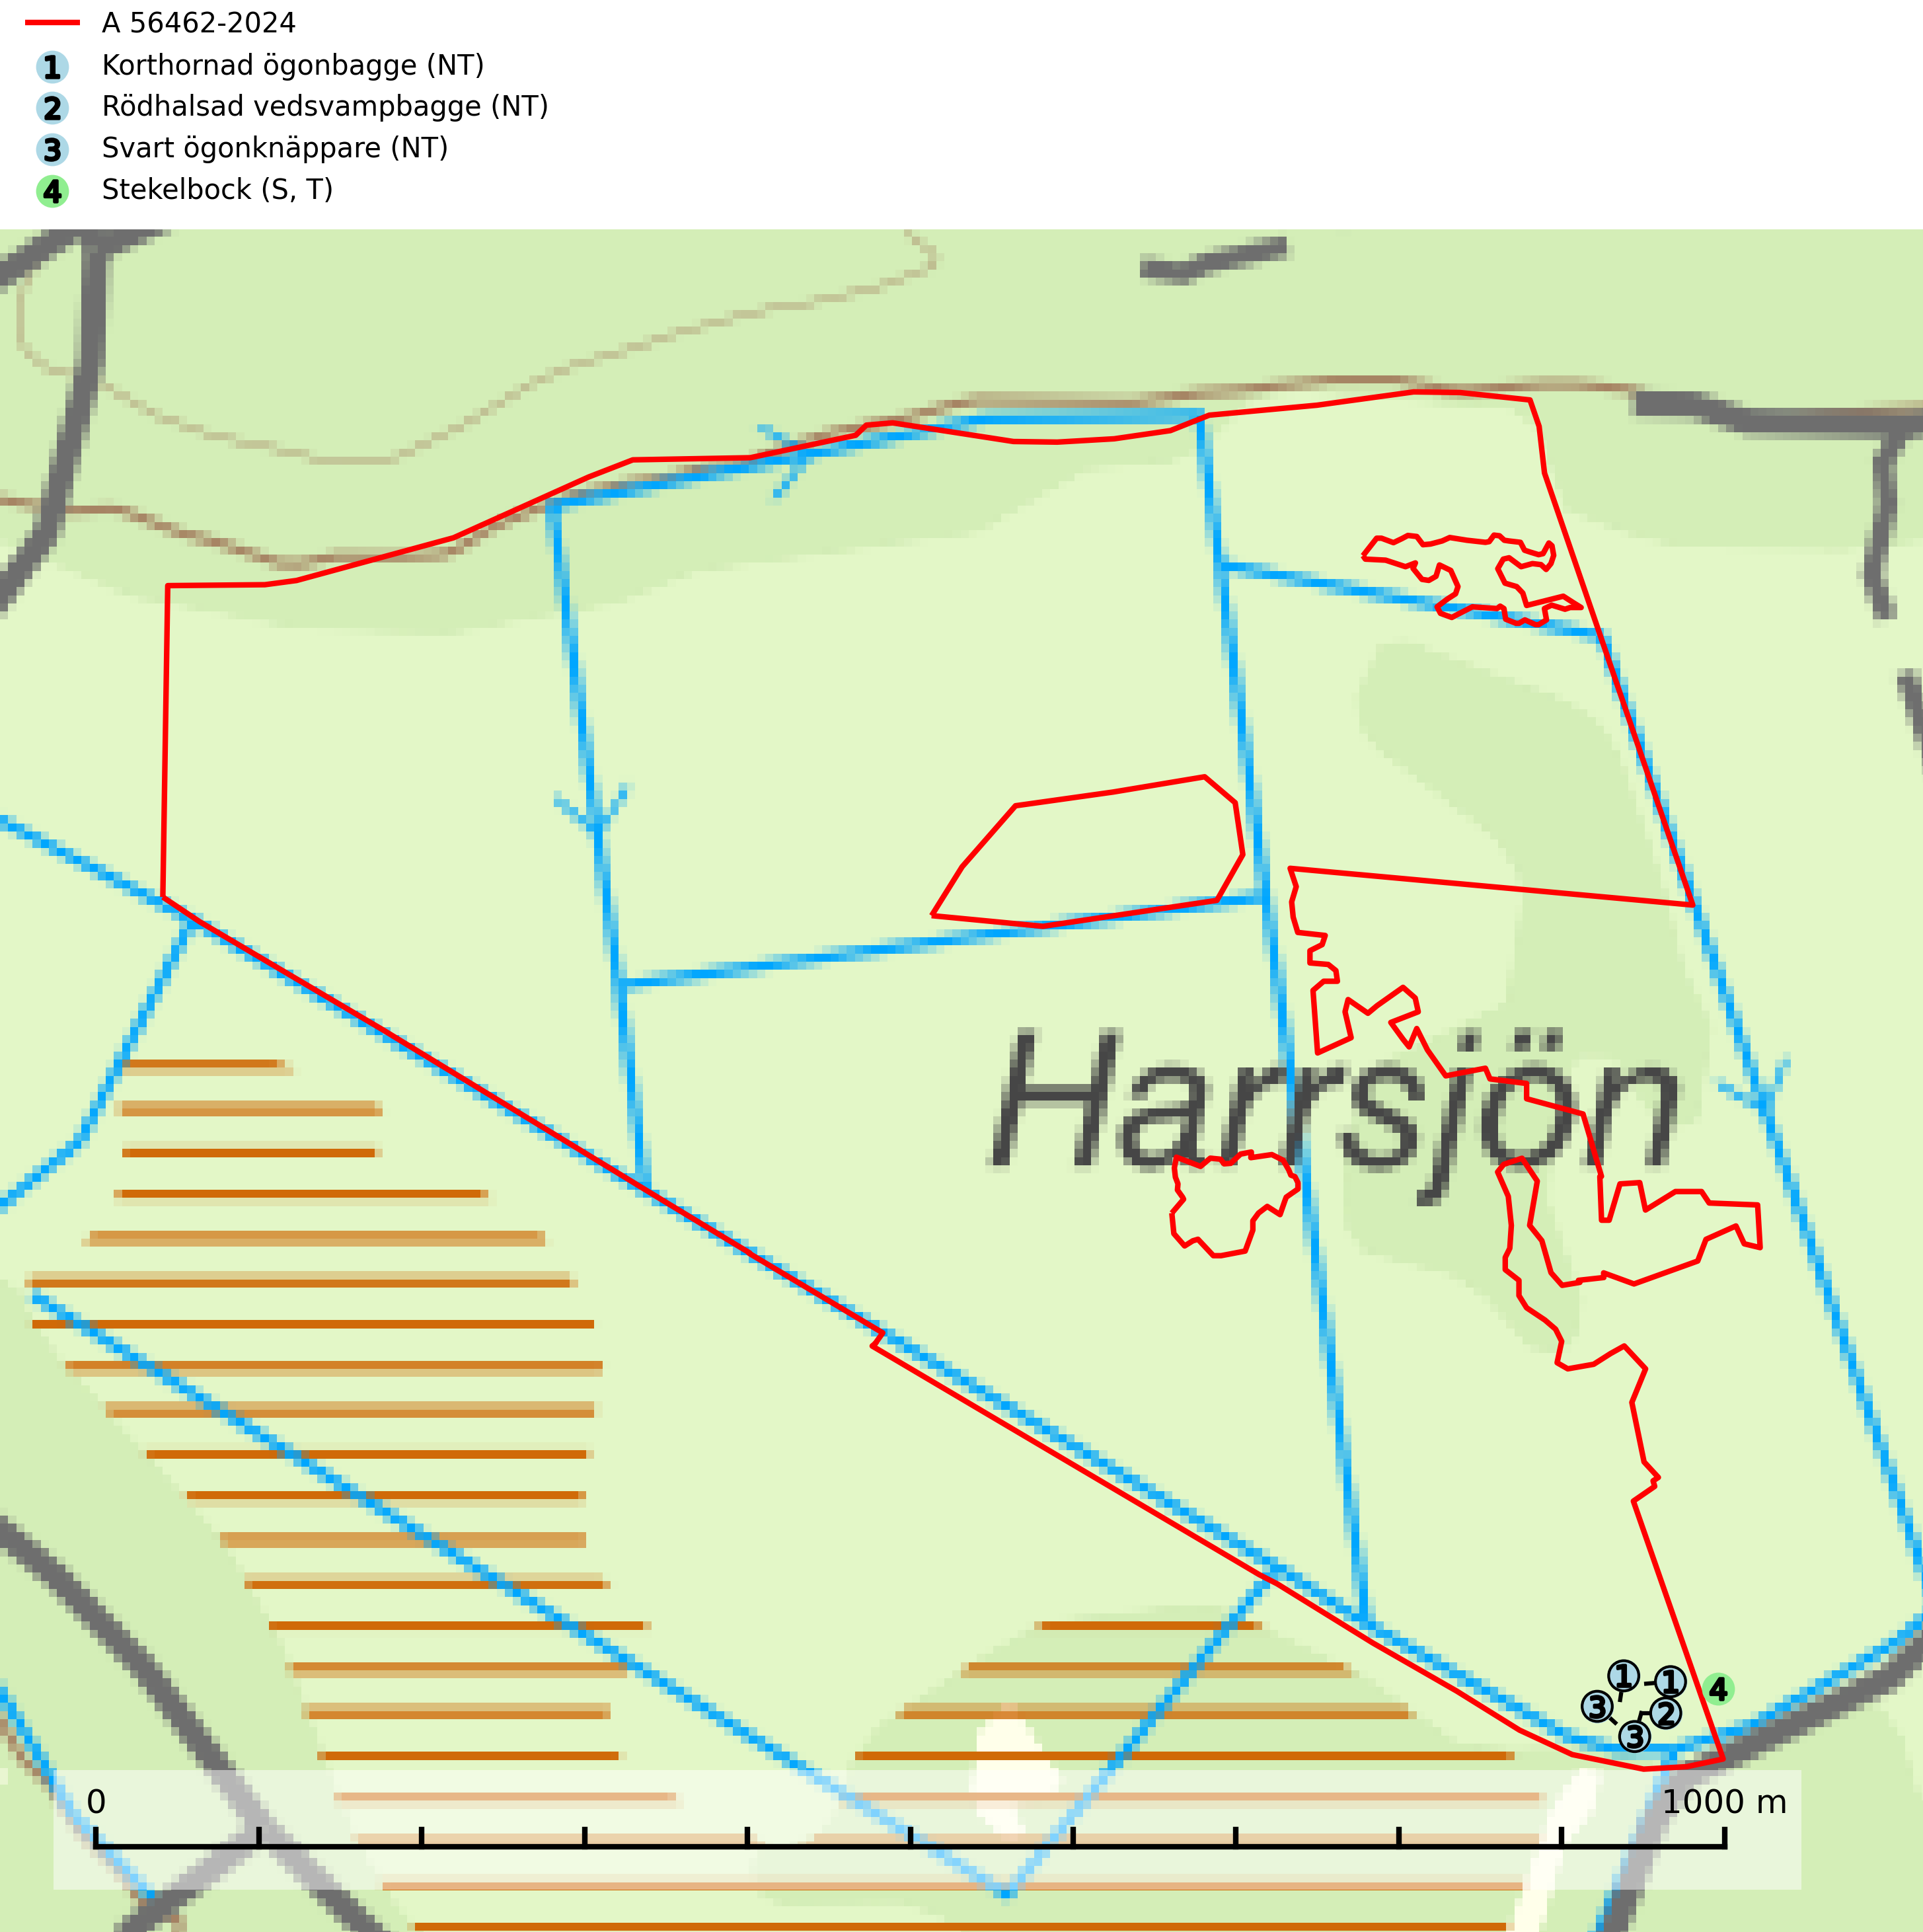 A 56462-2024
1 Korthornad ögonbagge (NT)
2 Rödhalsad vedsvampbagge (NT)
3 Svart ögonknäppare (NT)
4 Stekelbock (S, T)
Harrsjön
1 1 4
3 2
3
0 1000 m